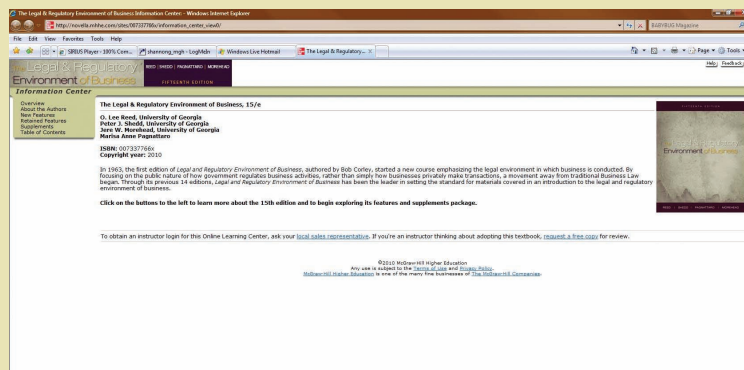 The Legal & Regulatory Environment of Business Information Center - Windows Internet Explorer
http://novella.mhhe.com/sites/007337766x/information_center_view0/
BABYBUG Magazine
File Edit View Favorites Tools Help
SIRIUS Player - 100% Com...
shannong_mgh - LogMeIn
Windows Live Hotmail
The Legal & Regulatory...
Page Tools
The Legal & Regulatory
Environment of Business
REED | SHEDD | PAGNATTARO | MOREHEAD
FIFTEENTH EDITION
Help Feedback
Information Center
Overview
About the Authors
New Features
Retained Features
Supplements
Table of Contents
The Legal & Regulatory Environment of Business, 15/e
O. Lee Reed, University of Georgia
Peter J. Shedd, University of Georgia
Jere W. Morehead, University of Georgia
Marisa Anne Pagnattaro
ISBN: 007337766x
Copyright year: 2010
In 1963, the first edition of Legal and Regulatory Environment of Business, authored by Bob Corley, started a new course emphasizing the legal environment in which business is conducted. By
focusing on the public nature of how government regulates business activities, rather than simply how businesses privately make transactions, a movement away from traditional Business Law
began. Through its previous 14 editions, Legal and Regulatory Environment of Business has been the leader in setting the standard for materials covered in an introduction to the legal and regulatory
environment of business.
Click on the buttons to the left to learn more about the 15th edition and to begin exploring its features and supplements package.
FIFTEENTH EDITION
Environment of Business
REED | SHEDD | PAGNATTARO | MOREHEAD
To obtain an instructor login for this Online Learning Center, ask your local sales representative. If you're an instructor thinking about adopting this textbook, request a free copy for review.
©2010 McGraw-Hill Higher Education
Any use is subject to the Terms of Use and Privacy Policy.
McGraw-Hill Higher Education is one of the many fine businesses of The McGraw-Hill Companies.